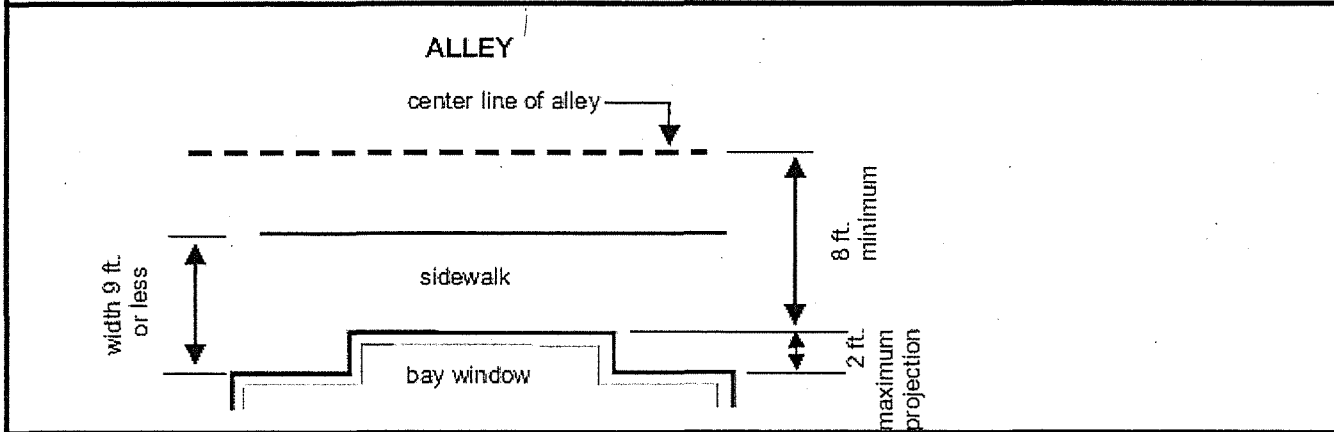 ALLEY
center line of alley
8 ft.
minimum
width 9 ft.
or less
sidewalk
bay window
2 ft.
maximum
projection